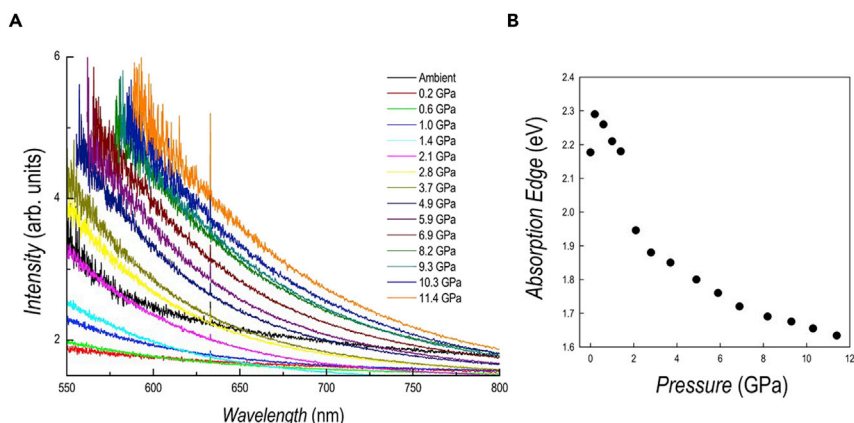 A
B
6
4
2
Intensity (arb. units)
550
600
650
700
750
800
Wavelength (nm)
Ambient
0.2 GPa
0.6 GPa
1.0 GPa
1.4 GPa
2.1 GPa
2.8 GPa
3.7 GPa
4.9 GPa
5.9 GPa
6.9 GPa
8.2 GPa
9.3 GPa
10.3 GPa
11.4 GPa
2.4
2.3
2.2
2.1
2.0
1.9
1.8
1.7
1.6
Absorption Edge (eV)
0
2
4
6
8
10
12
Pressure (GPa)